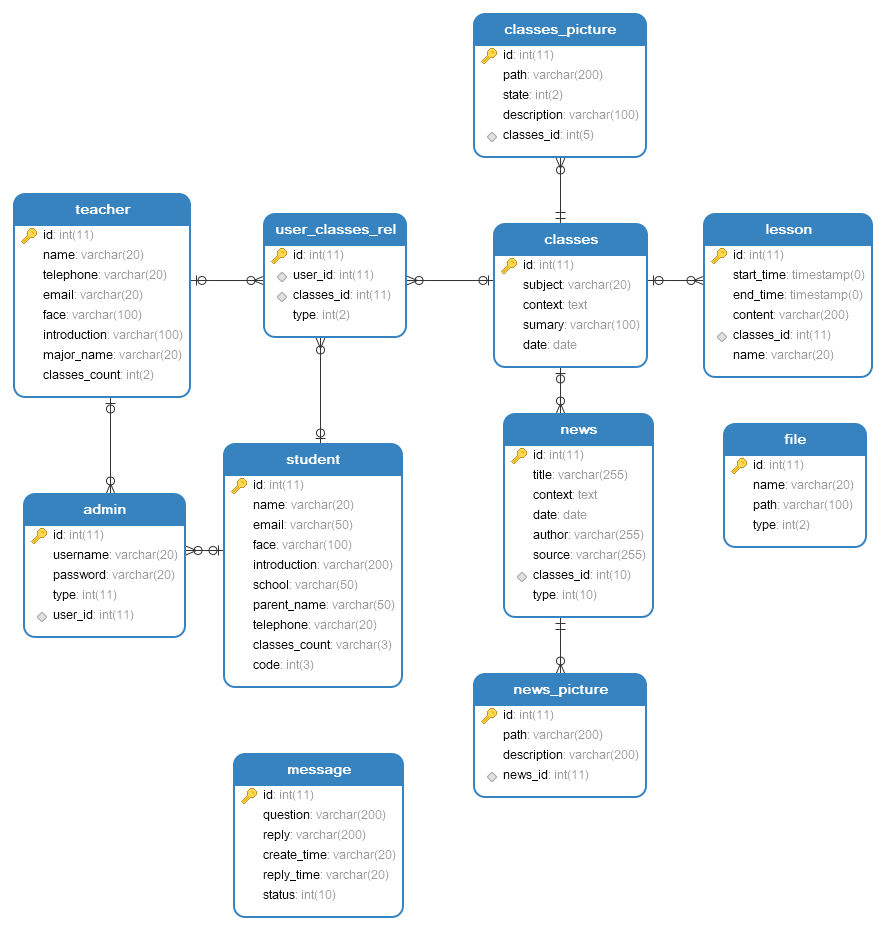 classes_picture
id: int(11)
path: varchar(200)
state: int(2)
description: varchar(100)
classes_id: int(5)
teacher
id: int(11)
name: varchar(20)
telephone: varchar(20)
email: varchar(20)
face: varchar(100)
introduction: varchar(100)
major_name: varchar(20)
classes_count: int(2)
user_classes_rel
id: int(11)
user_id: int(11)
classes_id: int(11)
type: int(2)
classes
id: int(11)
subject: varchar(20)
context: text
sumary: varchar(100)
date: date
lesson
id: int(11)
start_time: timestamp(0)
end_time: timestamp(0)
content: varchar(200)
classes_id: int(11)
name: varchar(20)
admin
id: int(11)
username: varchar(20)
password: varchar(20)
type: int(11)
user_id: int(11)
student
id: int(11)
name: varchar(20)
email: varchar(50)
face: varchar(100)
introduction: varchar(200)
school: varchar(50)
parent_name: varchar(50)
telephone: varchar(20)
classes_count: varchar(3)
code: int(3)
news
id: int(11)
title: varchar(255)
context: text
date: date
author: varchar(255)
source: varchar(255)
classes_id: int(10)
type: int(10)
file
id: int(11)
name: varchar(20)
path: varchar(100)
type: int(2)
news_picture
id: int(11)
path: varchar(200)
description: varchar(200)
news_id: int(11)
message
id: int(11)
question: varchar(200)
reply: varchar(200)
create_time: varchar(20)
reply_time: varchar(20)
status: int(10)